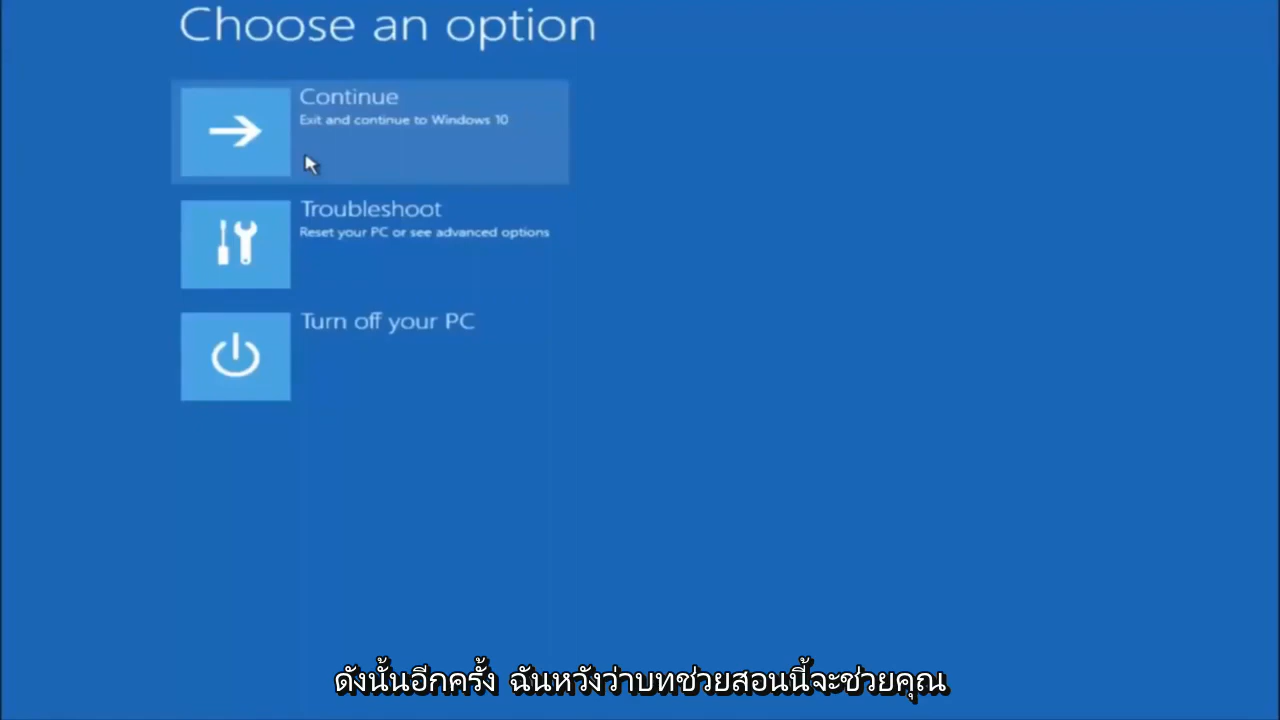 Choose an option
Continue
Exit and continue to Windows 10
Troubleshoot
Reset your PC or see advanced options
Turn off your PC
ดังนั้นอีกครั้ง ฉันหวังว่าบทช่วยสอนนี้จะช่วยคุณ